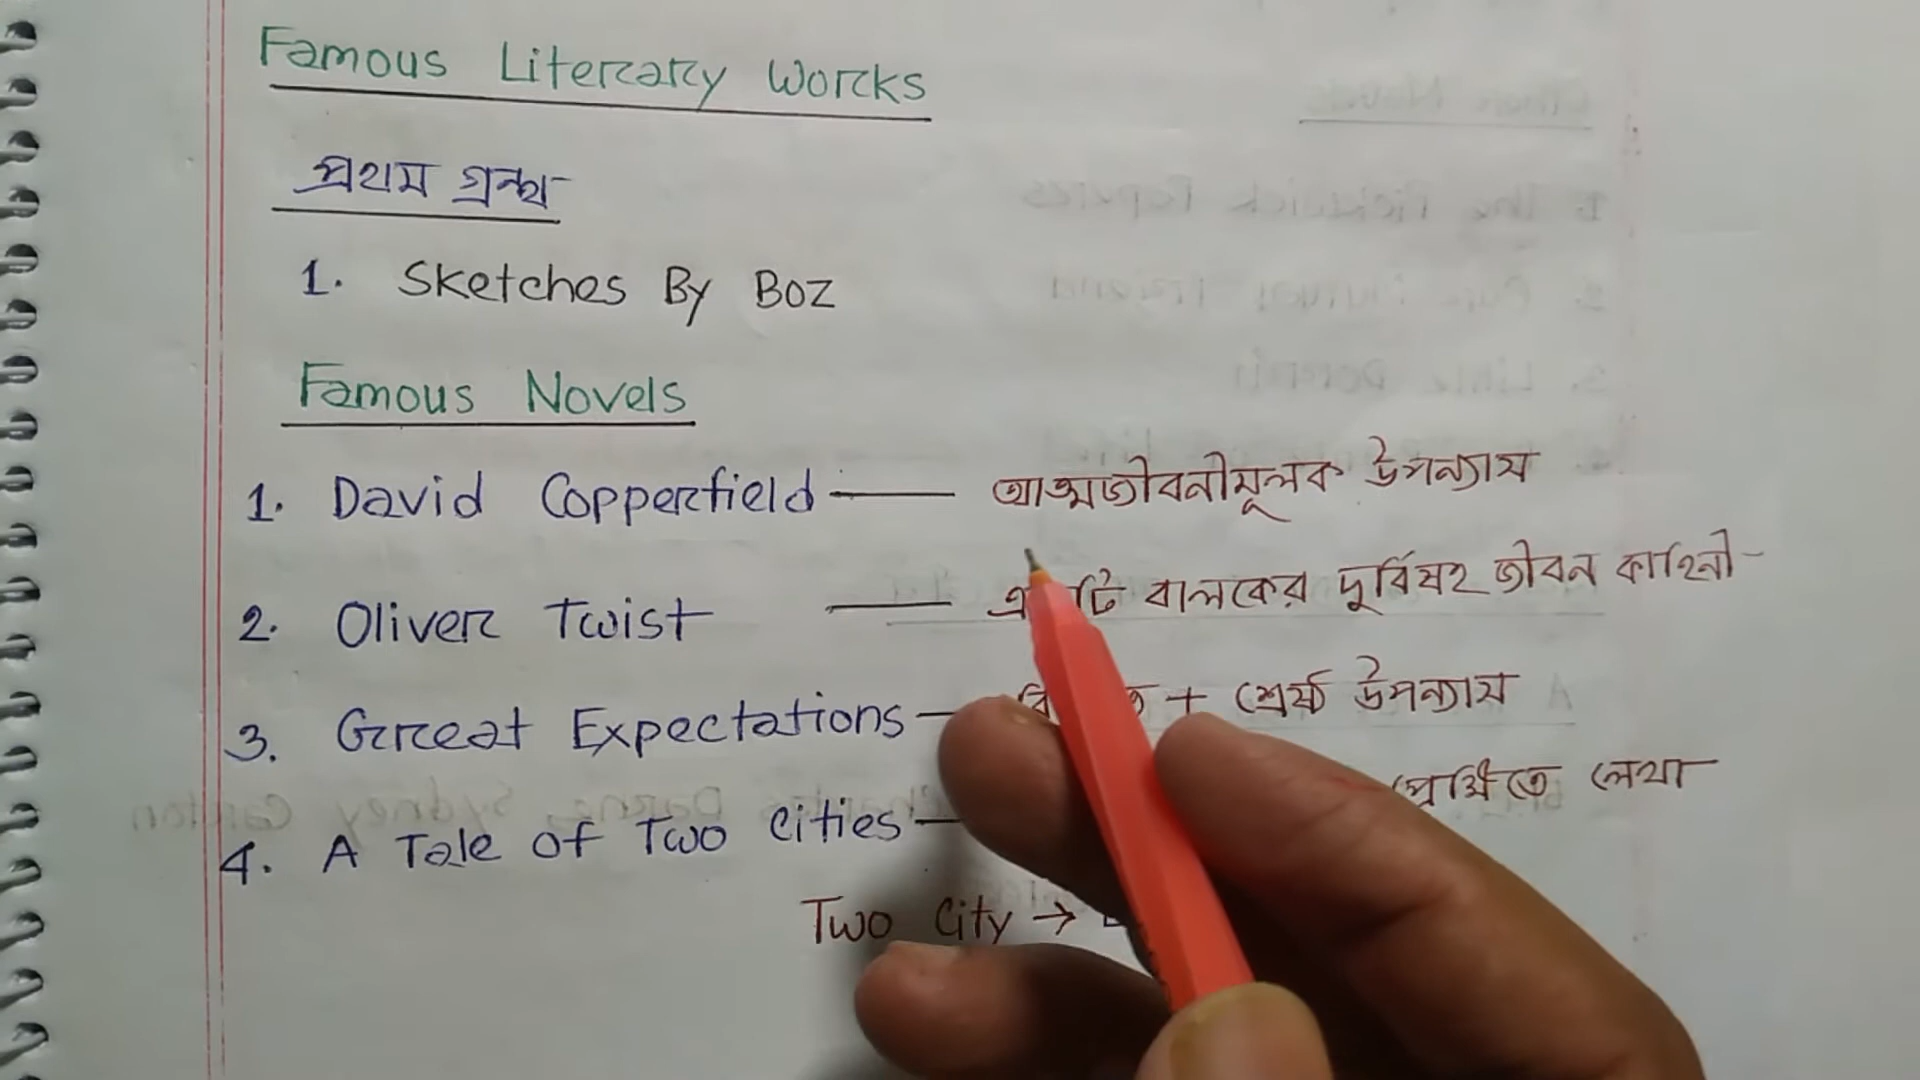 Famous Literary Works
প্রথম গ্রন্থ
1. Sketches By Boz
Famous Novels
1. David Copperfield — আত্মজীবনীমূলক উপন্যাস
2. Oliver Twist — বালকের দুর্বিষহ জীবন কাহিনী
3. Great Expectations — + শ্রেষ্ঠ উপন্যাস
4. A Tale of Two Cities — প্রেক্ষিতে লেখা
Two City →